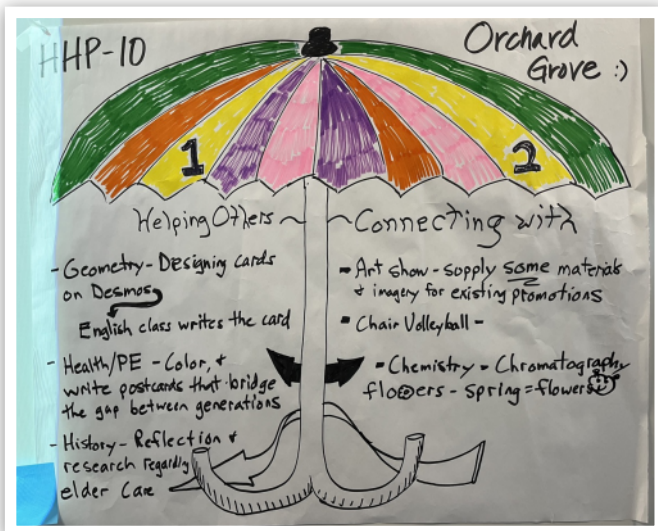 HHP-10
Orchard
Grove :)
1
2
Helping Others ~
~ Connecting with
- Geometry - Designing cards
on Desmos
English class writes the card
- Health/PE - Color, &
write postcards that bridge
the gap between generations
- History - Reflection &
research regarding
elder care
- Art show - supply some materials
& imagery for existing promotions
- Chair Volleyball -
- Chemistry - Chromatography
flowers - spring = flowers